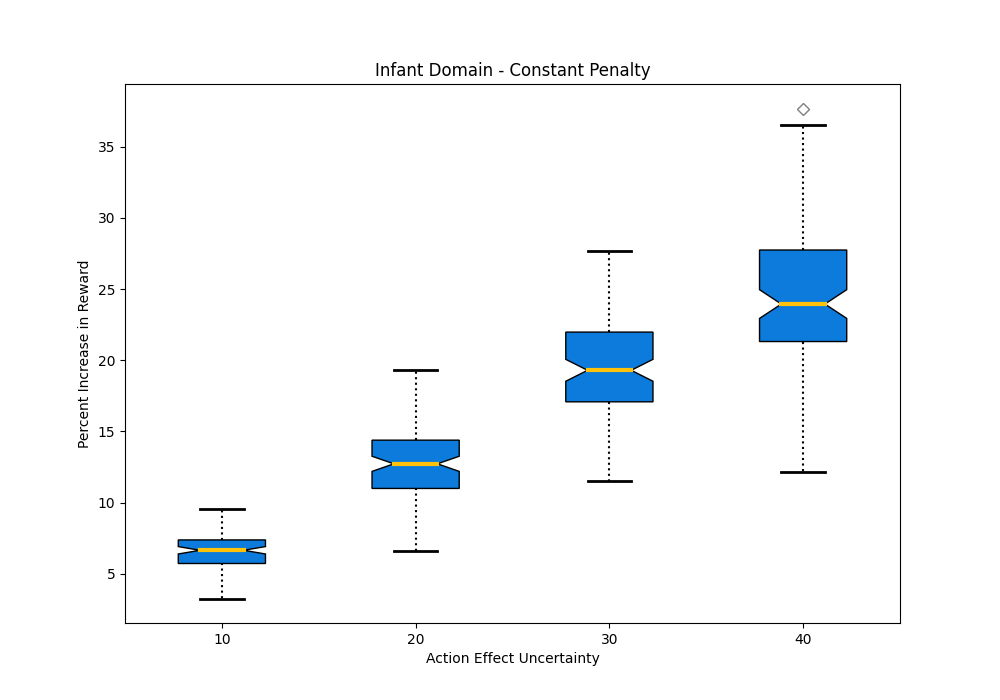 Infant Domain - Constant Penalty
Percent Increase in Reward
35
30
25
20
15
10
5
10 20 30 40
Action Effect Uncertainty